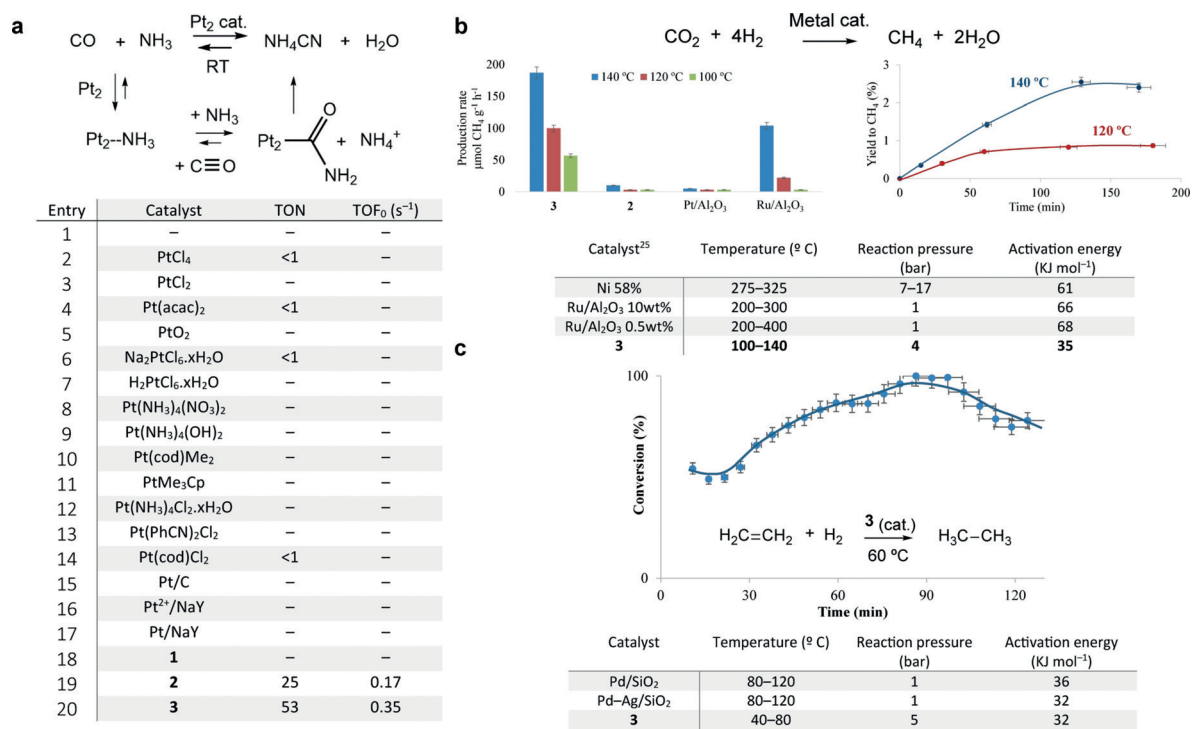 a
CO + NH3 Pt2 cat. NH4CN + H2O
RT
Pt2
+ NH3
Pt2--NH3 Pt2 O + NH4+
+ C≡O
NH2
Entry Catalyst TON TOF0 (s−1)
1 – – –
2 PtCl4 <1 –
3 PtCl2 – –
4 Pt(acac)2 <1 –
5 PtO2 – –
6 Na2PtCl6.xH2O <1 –
7 H2PtCl6.xH2O – –
8 Pt(NH3)4(NO3)2 – –
9 Pt(NH3)4(OH)2 – –
10 Pt(cod)Me2 – –
11 PtMe3Cp – –
12 Pt(NH3)4Cl2.xH2O – –
13 Pt(PhCN)2Cl2 – –
14 Pt(cod)Cl2 <1 –
15 Pt/C – –
16 Pt2+/NaY – –
17 Pt/NaY – –
18 1 – –
19 2 25 0.17
20 3 53 0.35
b
CO2 + 4H2 Metal cat. CH4 + 2H2O
Production rate
μmol CH4 g−1 h−1
200
150
100
50
0
140 ºC 120 ºC 100 ºC
3 2 Pt/Al2O3 Ru/Al2O3
Yield to CH4 (%)
3
2
1
0
140 ºC
120 ºC
0 50 100 150 200
Time (min)
Catalyst25 Temperature (º C) Reaction pressure (bar) Activation energy (KJ mol−1)
Ni 58% 275–325 7–17 61
Ru/Al2O3 10wt% 200–300 1 66
Ru/Al2O3 0.5wt% 200–400 1 68
3 100–140 4 35
c
Conversion (%)
100
0
H2C=CH2 + H2 3 (cat.) H3C−CH3
60 ºC
0 30 60 90 120
Time (min)
Catalyst Temperature (º C) Reaction pressure (bar) Activation energy (KJ mol−1)
Pd/SiO2 80–120 1 36
Pd–Ag/SiO2 80–120 1 32
3 40–80 5 32